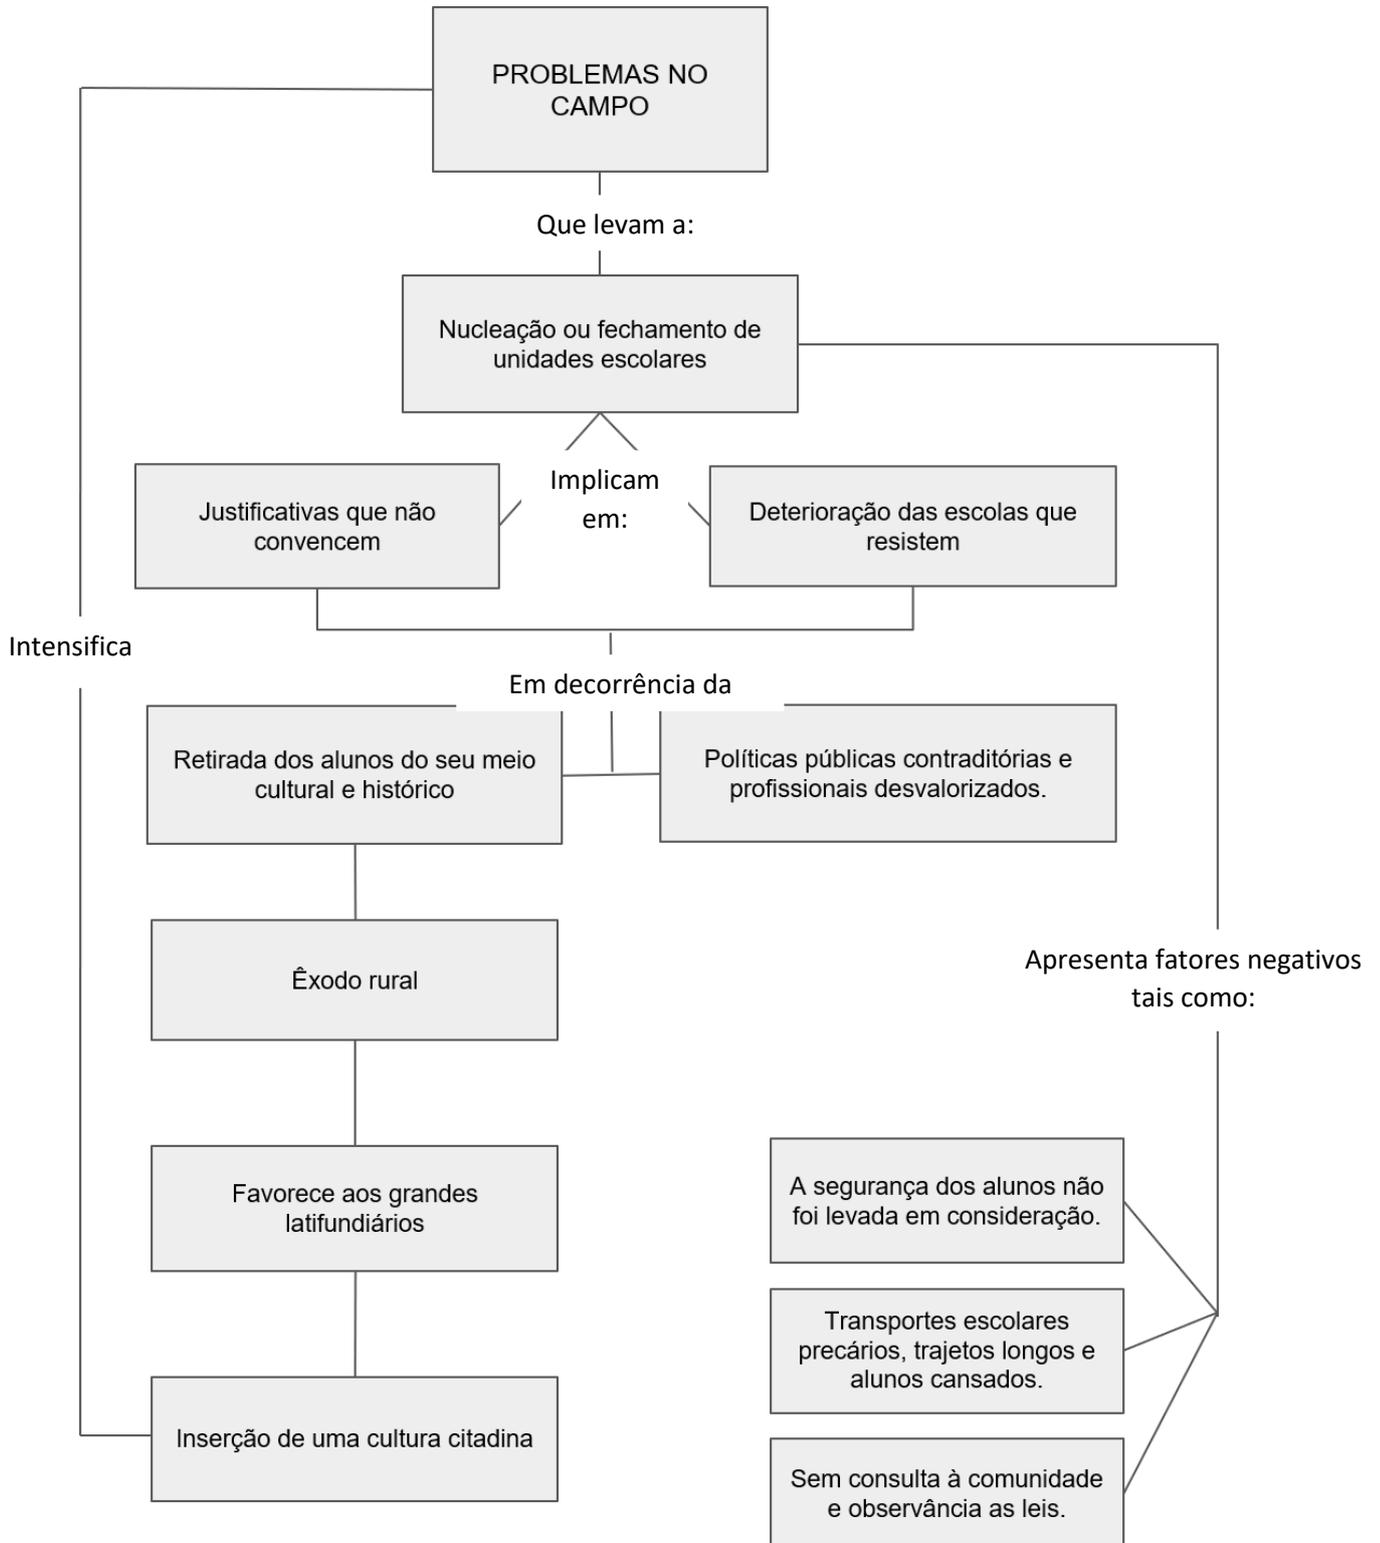 PROBLEMAS NO
CAMPO
Que levam a:
Nucleação ou fechamento de
unidades escolares
Implicam
em:
Justificativas que não
convencem
Deterioração das escolas que
resistem
Intensifica
Em decorrência da
Retirada dos alunos do seu meio
cultural e histórico
Políticas públicas contraditórias e
profissionais desvalorizados.
Êxodo rural
Apresenta fatores negativos
tais como:
Favorece aos grandes
latifundiários
A segurança dos alunos não
foi levada em consideração.
Transportes escolares
precários, trajetos longos e
alunos cansados.
Inserção de uma cultura citadina
Sem consulta à comunidade
e observância as leis.